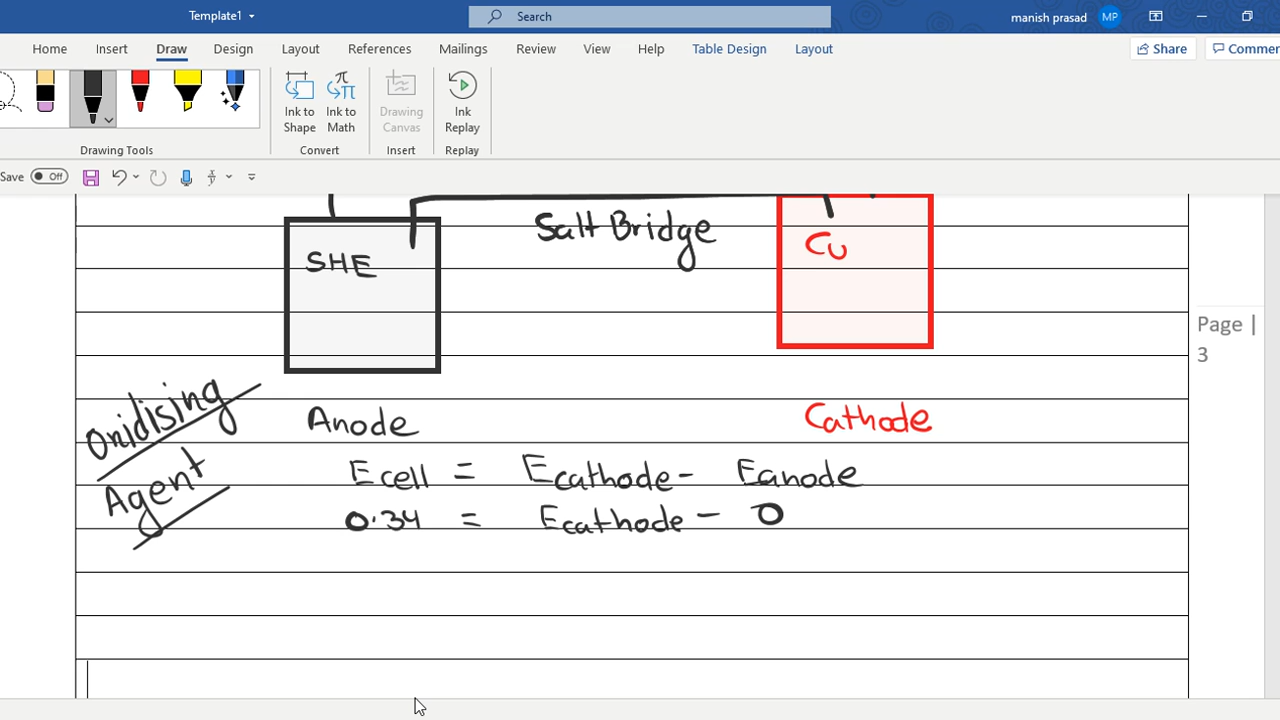 Template1
Search
manish prasad
MP
Home Insert Draw Design Layout References Mailings Review View Help Table Design Layout
Share
Commer
Ink to Shape
Ink to Math
Drawing Canvas
Ink Replay
Drawing Tools
Convert
Insert
Replay
Save
Off
Salt Bridge
SHE
Cu
Page |
3
Onidising
Agent
Anode
Cathode
Ecell = Ecathode - Eanode
0.34 = Ecathode - 0